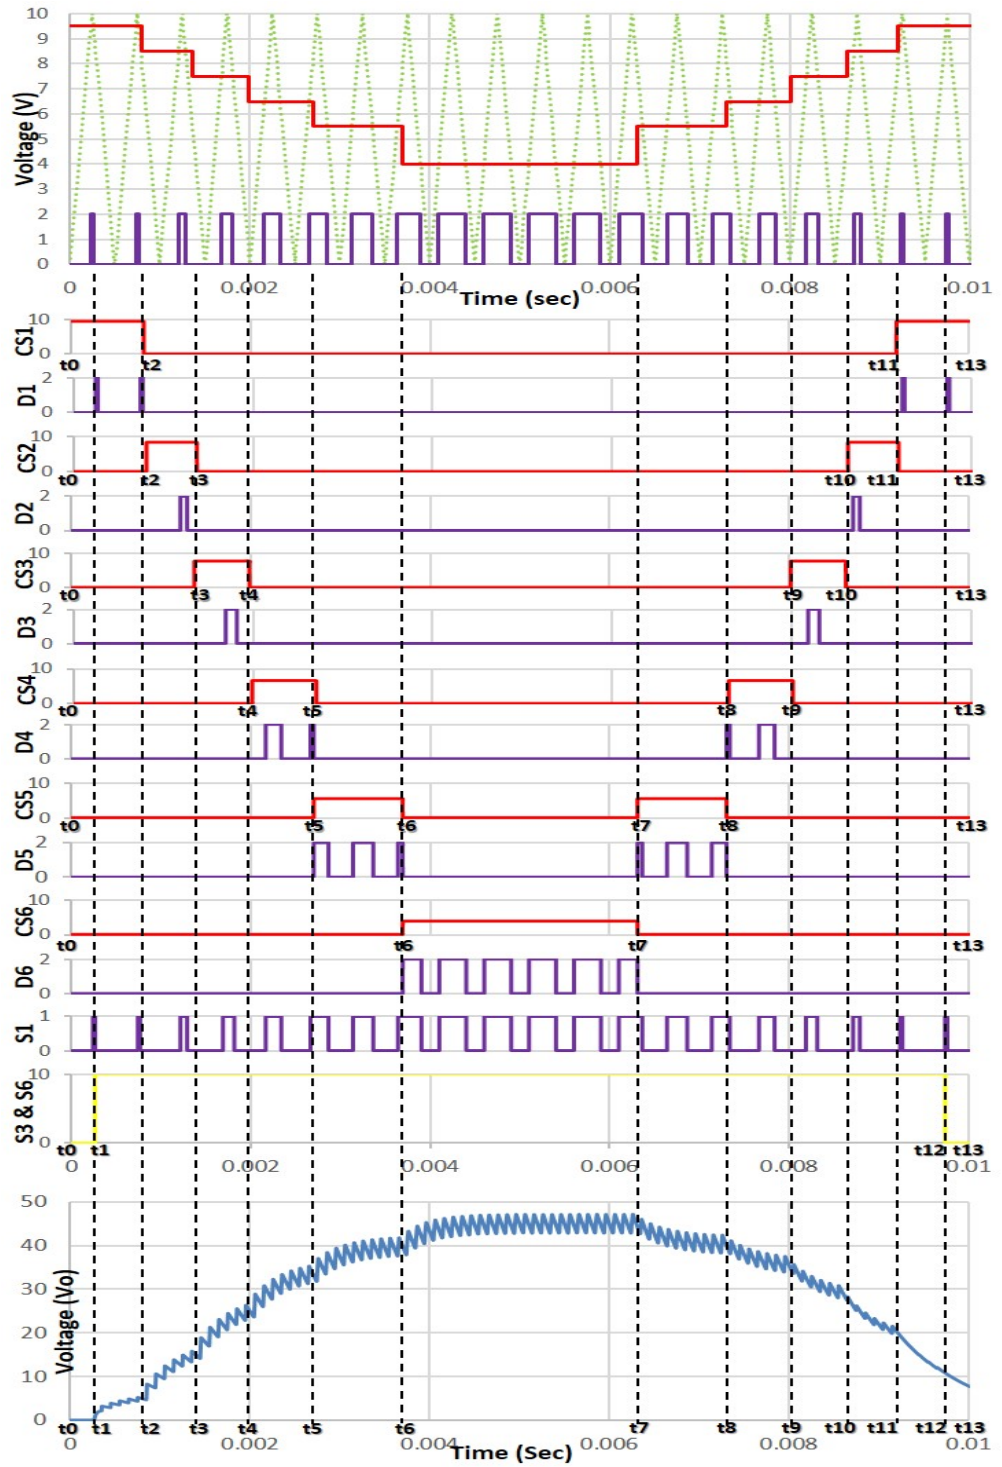 10
9
8
7
6
5
4
3
2
1
0
Voltage (V)
0 0.002 0.004 0.006 0.008 0.01
Time (sec)
CS1
10
0
t0 t2 t11 t13
D1
2
0
CS2
10
0
t0 t2 t3 t10 t11 t13
D2
2
0
CS3
10
0
t0 t3 t4 t9 t10 t13
D3
2
0
CS4
10
0
t0 t4 t5 t8 t9 t13
D4
2
0
CS5
10
0
t0 t5 t6 t7 t8 t13
D5
2
0
CS6
10
0
t0 t6 t7 t13
D6
2
0
S1
1
0
S3 & S6
10
0
t0 t1 t12 t13
0 0.002 0.004 0.006 0.008 0.01
50
40
30
20
10
0
Voltage (Vo)
t0 t1 t2 t3 t4 t5 t6 t7 t8 t9 t10 t11 t12 t13
0 0.002 0.004 0.006 0.008 0.01
Time (Sec)